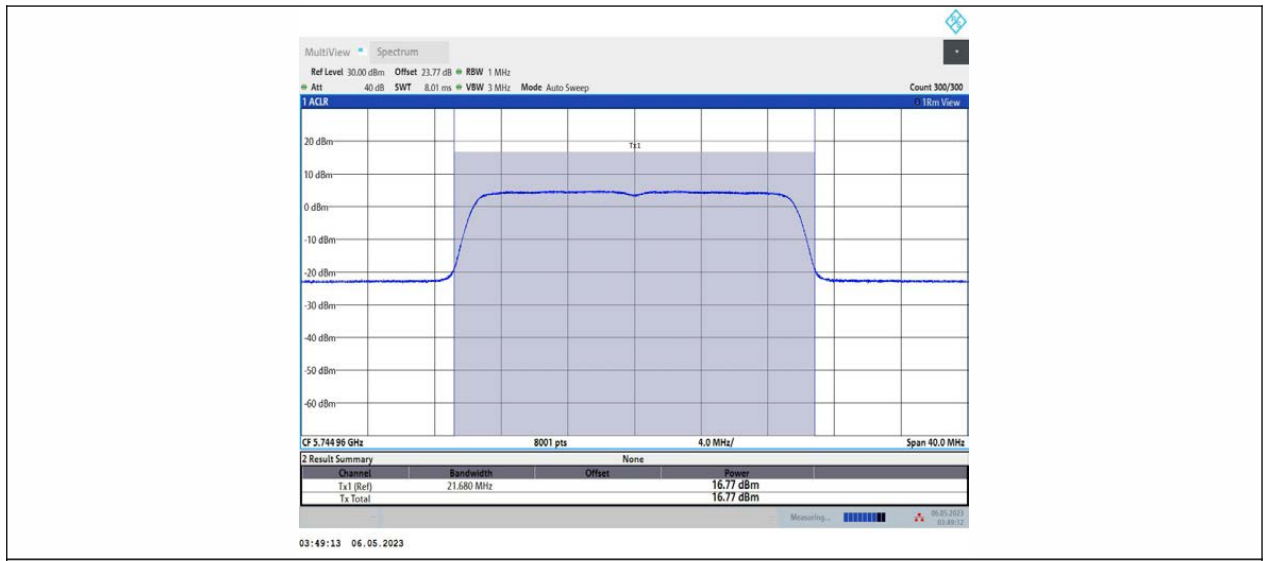 MultiView Spectrum
Ref Level 30.00 dBm Offset 23.77 dB RBW 1 MHz
Att 40 dB SWT 8.01 ms VBW 3 MHz Mode Auto Sweep Count 300/300
1 ACLR 1Rm View
20 dBm
Tx1
10 dBm
0 dBm
-10 dBm
-20 dBm
-30 dBm
-40 dBm
-50 dBm
-60 dBm
CF 5.744 96 GHz 8001 pts 4.0 MHz/ Span 40.0 MHz
2 Result Summary None
Channel Bandwidth Offset Power
Tx1 (Ref) 21.680 MHz 16.77 dBm
Tx Total 16.77 dBm
Measuring... 06.05.2023
03:49:12
03:49:13 06.05.2023